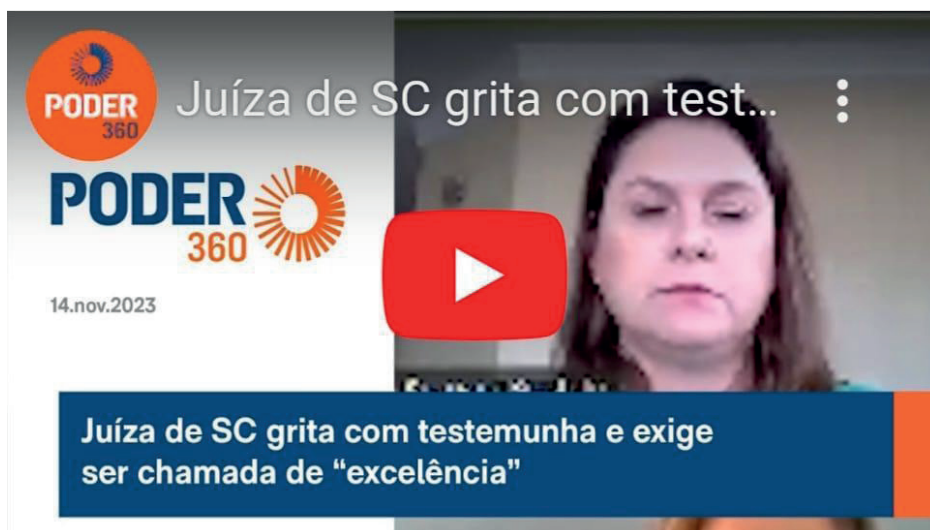 PODER
360
Juíza de SC grita com test...
PODER
360
14.nov.2023
Juíza de SC grita com testemunha e exige
ser chamada de “excelência”